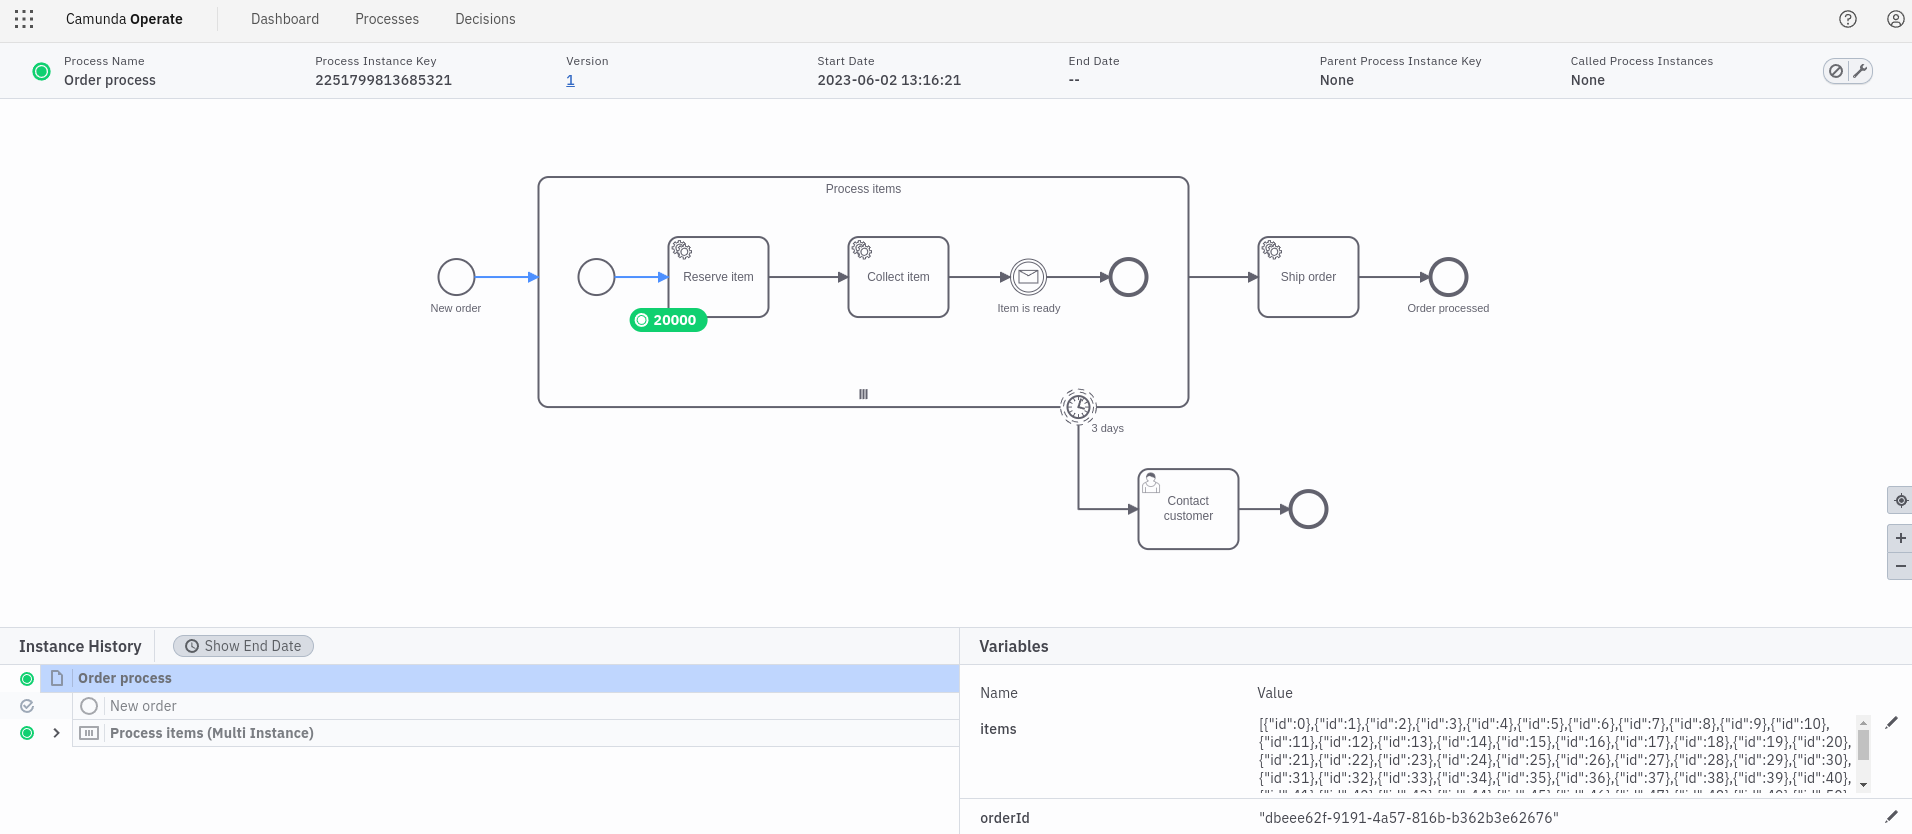 Camunda Operate Dashboard Processes Decisions
Process Name Process Instance Key Version Start Date End Date Parent Process Instance Key Called Process Instances
Order process 2251799813685321 1 2023-06-02 13:16:21 -- None None
Process items
Reserve item
Collect item
Ship order
New order
Item is ready
Order processed
20000
3 days
Contact
customer
Instance History Show End Date
Order process
New order
Process items (Multi Instance)
Variables
Name Value
items
[{"id":0},{"id":1},{"id":2},{"id":3},{"id":4},{"id":5},{"id":6},{"id":7},{"id":8},{"id":9},{"id":10},
{"id":11},{"id":12},{"id":13},{"id":14},{"id":15},{"id":16},{"id":17},{"id":18},{"id":19},{"id":20},
{"id":21},{"id":22},{"id":23},{"id":24},{"id":25},{"id":26},{"id":27},{"id":28},{"id":29},{"id":30},
{"id":31},{"id":32},{"id":33},{"id":34},{"id":35},{"id":36},{"id":37},{"id":38},{"id":39},{"id":40},
orderId "dbeee62f-9191-4a57-816b-b362b3e62676"